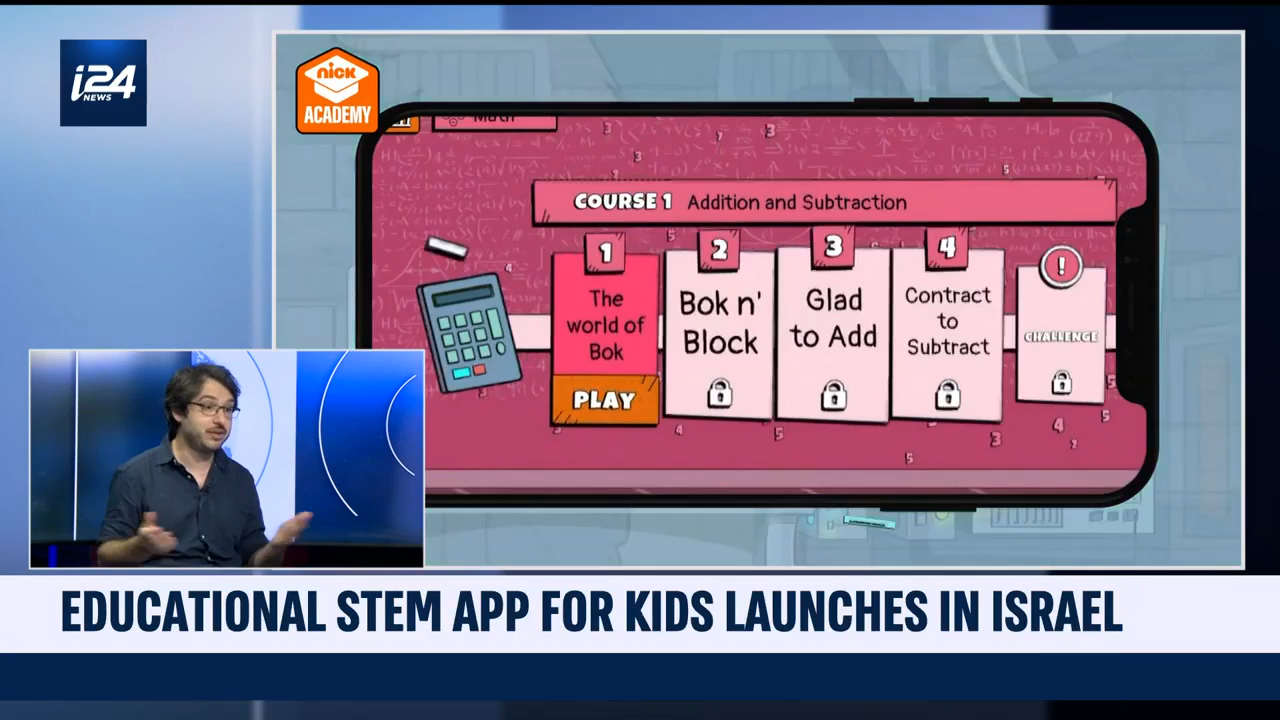 i24
NEWS
nick
ACADEMY
Math
COURSE 1 Addition and Subtraction
1
The
world of
Bok
PLAY
2
Bok n'
Block
3
Glad
to Add
4
Contract
to
Subtract
!
CHALLENGE
EDUCATIONAL STEM APP FOR KIDS LAUNCHES IN ISRAEL